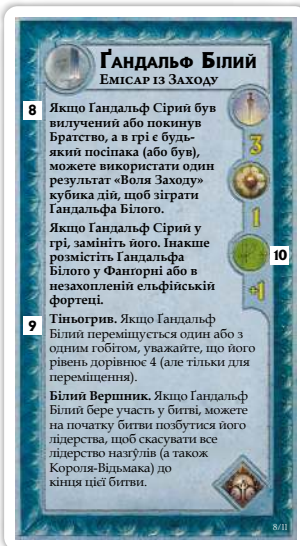 Ґандальф Білий
Емісар із Заходу
8
Якщо Ґандальф Сірий був
вилучений або покинув
Братство, а в грі є будь-
який посіпака (або був),
можете використати один
результат «Воля Заходу»
кубика дій, щоб зіграти
Ґандальфа Білого.
3
1
Якщо Ґандальф Сірий у
грі, замініть його. Інакше
розмістіть Ґандальфа
Білого у Фанґорні або в
незахопленій ельфійській
фортеці.
10
+1
9
Тіньогрив. Якщо Ґандальф
Білий переміщується один або з
одним гобітом, уважайте, що його
рівень дорівнює 4 (але тільки для
переміщення).
Білий Вершник. Якщо Ґандальф
Білий бере участь у битві, можете
на початку битви позбутися його
лідерства, щоб скасувати все
лідерство назґулів (а також
Короля-Відьмака) до
кінця цієї битви.
8/II